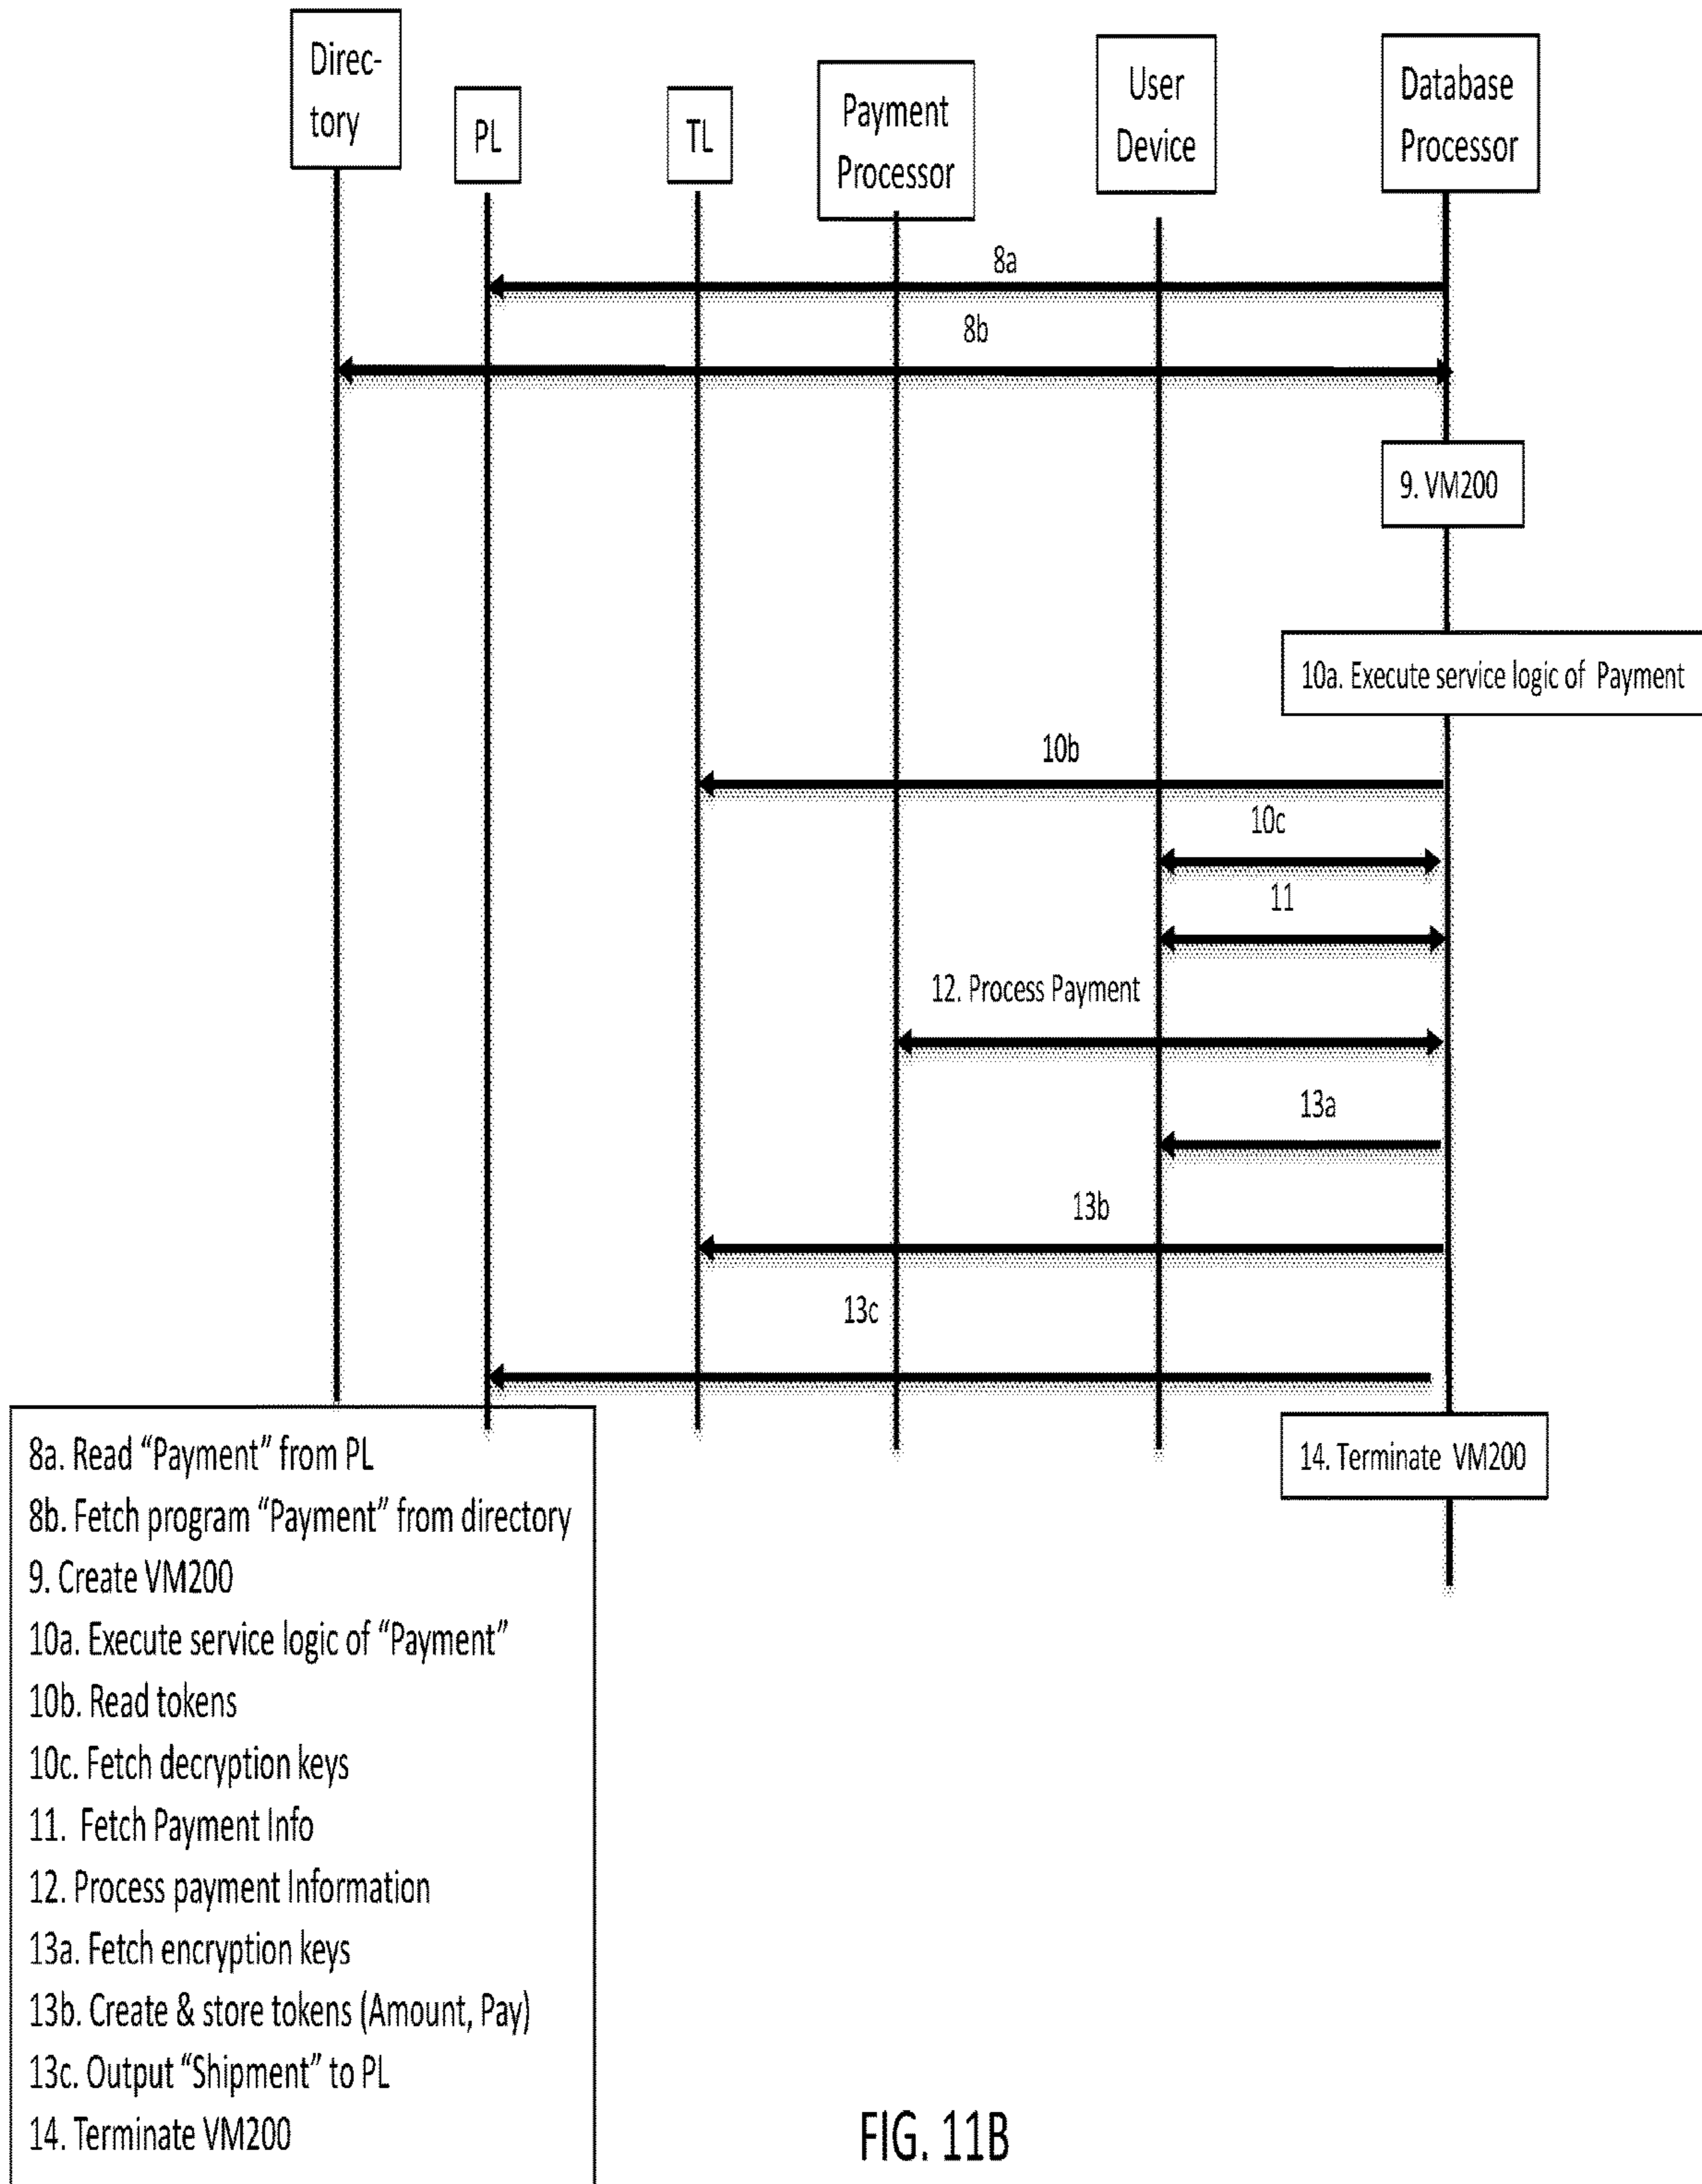 Direc-
tory
PL
TL
Payment
Processor
User
Device
Database
Processor
8a
8b
9. VM200
10a. Execute service logic of Payment
10b
10c
11
12. Process Payment
13a
13b
13c
14. Terminate VM200
8a. Read “Payment” from PL
8b. Fetch program “Payment” from directory
9. Create VM200
10a. Execute service logic of “Payment”
10b. Read tokens
10c. Fetch decryption keys
11. Fetch Payment Info
12. Process payment Information
13a. Fetch encryption keys
13b. Create & store tokens (Amount, Pay)
13c. Output “Shipment” to PL
14. Terminate VM200
FIG. 11B